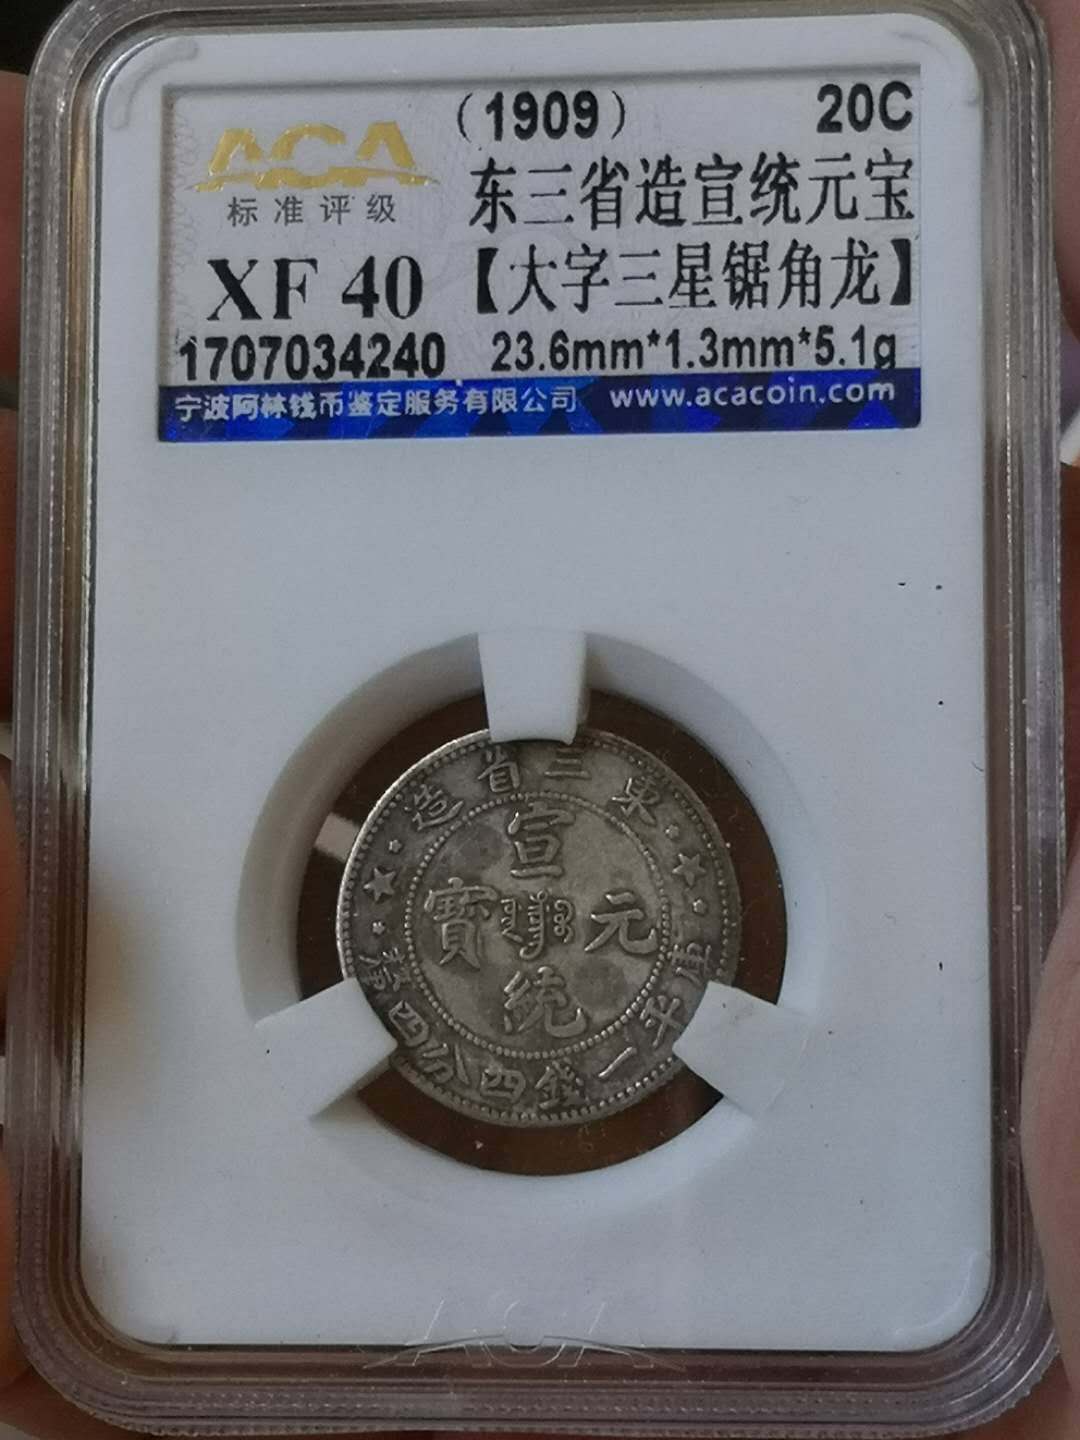 (1909) 20C
ACA 东三省造宣统元宝
标准评级
XF 40 【大字三星锯角龙】
1707034240 23.6mm*1.3mm*5.1g
宁波阿林钱币鉴定服务有限公司 www.acacoin.com
造省三東
宣
寶 元
統
庫平一錢四分四釐
ACA